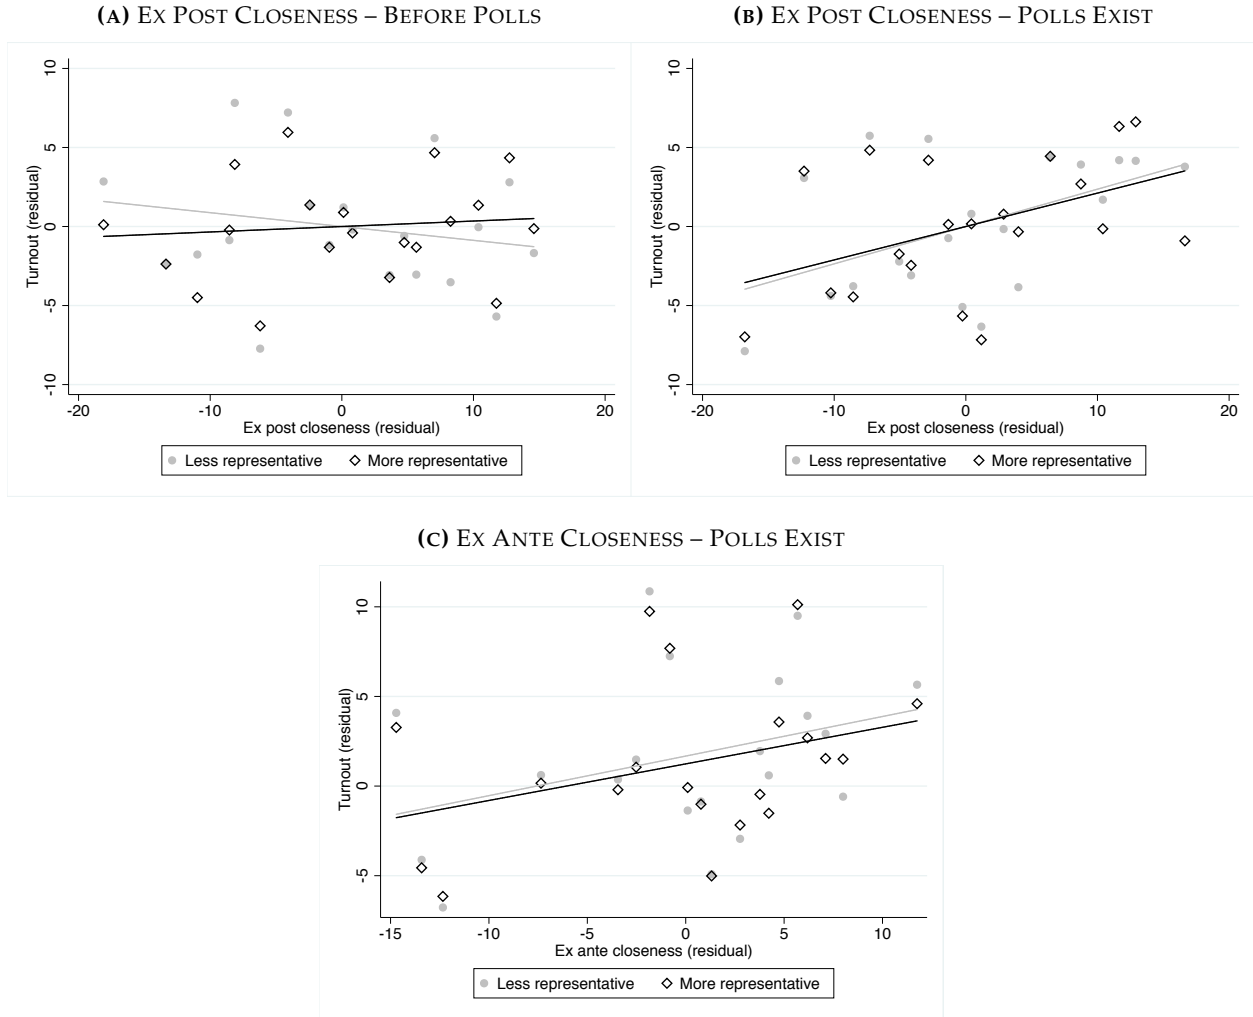 (A) EX POST CLOSENESS – BEFORE POLLS
10
5
0
-5
-10
Turnout (residual)
-20 -10 0 10 20
Ex post closeness (residual)
Less representative More representative
(B) EX POST CLOSENESS – POLLS EXIST
10
5
0
-5
-10
Turnout (residual)
-20 -10 0 10 20
Ex post closeness (residual)
Less representative More representative
(C) EX ANTE CLOSENESS – POLLS EXIST
10
5
0
-5
Turnout (residual)
-15 -10 -5 0 5 10
Ex ante closeness (residual)
Less representative More representative